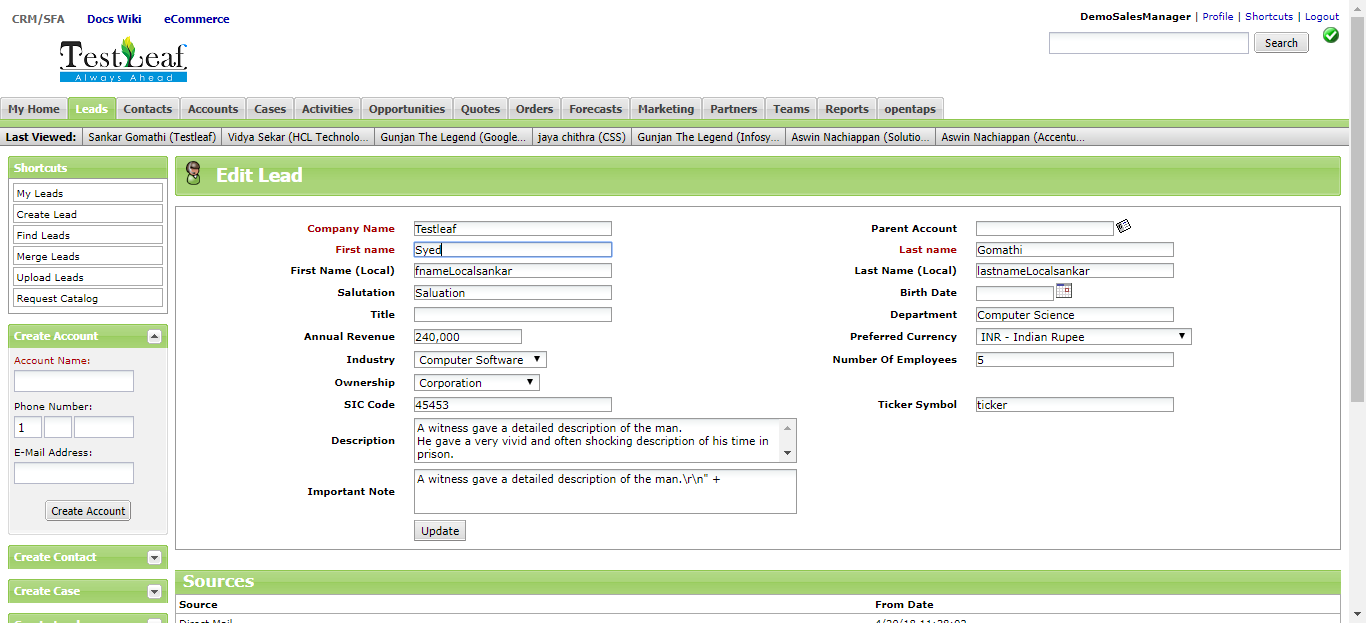 CRM/SFA Docs Wiki eCommerce
DemoSalesManager | Profile | Shortcuts | Logout
Search
TestLeaf
Always Ahead
My Home Leads Contacts Accounts Cases Activities Opportunities Quotes Orders Forecasts Marketing Partners Teams Reports opentaps
Last Viewed: Sankar Gomathi (Testleaf) Vidya Sekar (HCL Technolo... Gunjan The Legend (Google... jaya chithra (CSS) Gunjan The Legend (Infosy... Aswin Nachiappan (Solutio... Aswin Nachiappan (Accentu...
Shortcuts
My Leads
Create Lead
Find Leads
Merge Leads
Upload Leads
Request Catalog
Create Account
Account Name:
Phone Number:
1
E-Mail Address:
Create Account
Create Contact
Create Case
Edit Lead
Company Name Testleaf Parent Account
First name Syed Last name Gomathi
First Name (Local) fnameLocalsankar Last Name (Local) lastnameLocalsankar
Salutation Saluation Birth Date
Title Department Computer Science
Annual Revenue 240,000 Preferred Currency INR - Indian Rupee
Industry Computer Software Number Of Employees 5
Ownership Corporation
SIC Code 45453 Ticker Symbol ticker
Description A witness gave a detailed description of the man.
He gave a very vivid and often shocking description of his time in
prison.
Important Note A witness gave a detailed description of the man.\r\n" +
Update
Sources
Source From Date
Direct Mail